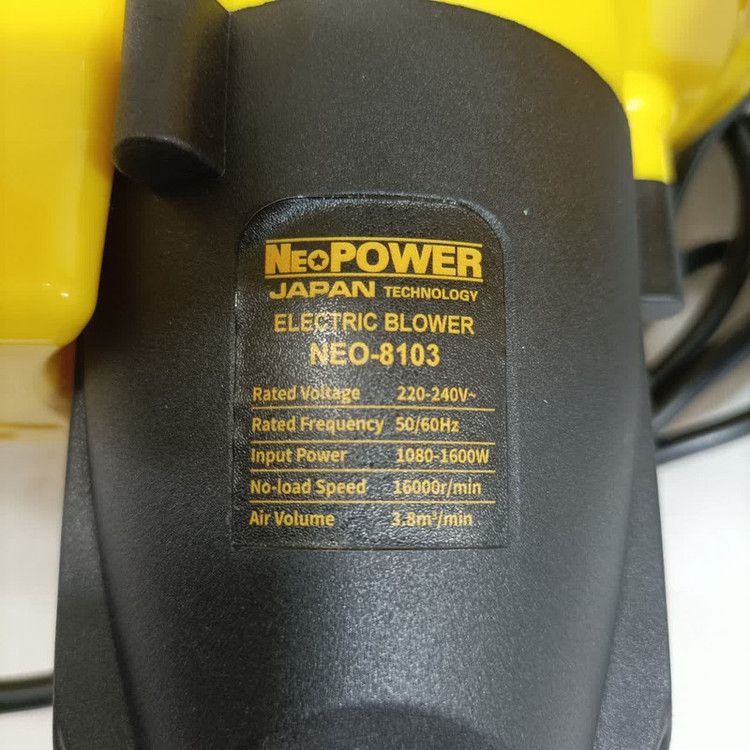 NEOPOWER
JAPAN TECHNOLOGY
ELECTRIC BLOWER
NEO-8103
Rated Voltage 220-240V~
Rated Frequency 50/60Hz
Input Power 1080-1600W
No-load Speed 16000r/min
Air Volume 3.8m³/min